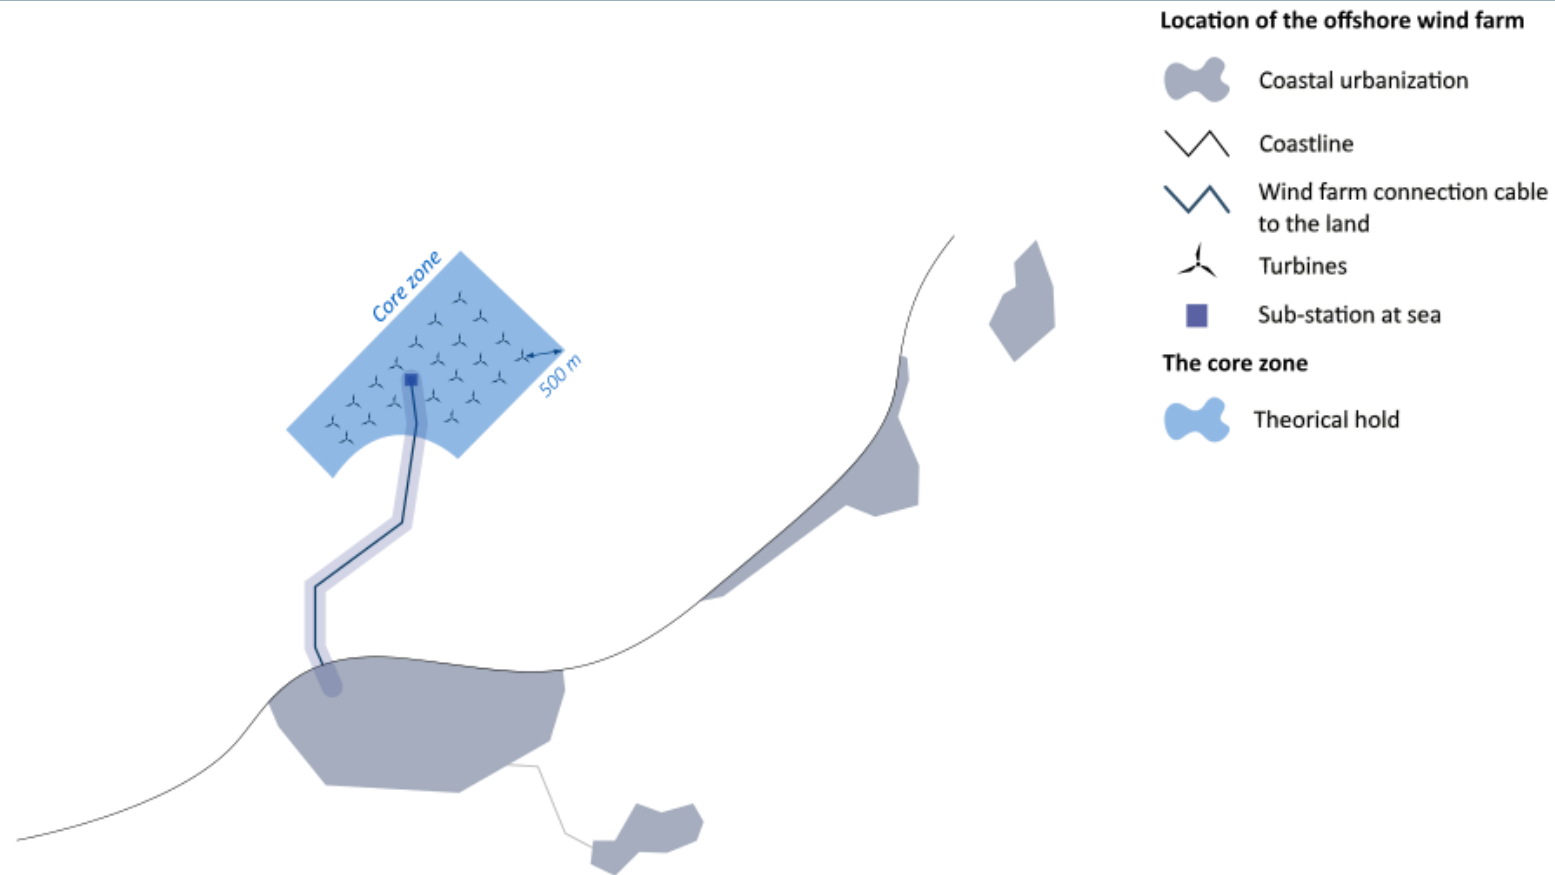 Location of the offshore wind farm
Coastal urbanization
Coastline
Wind farm connection cable
to the land
Turbines
Sub-station at sea
The core zone
Theorical hold
Core zone
500 m